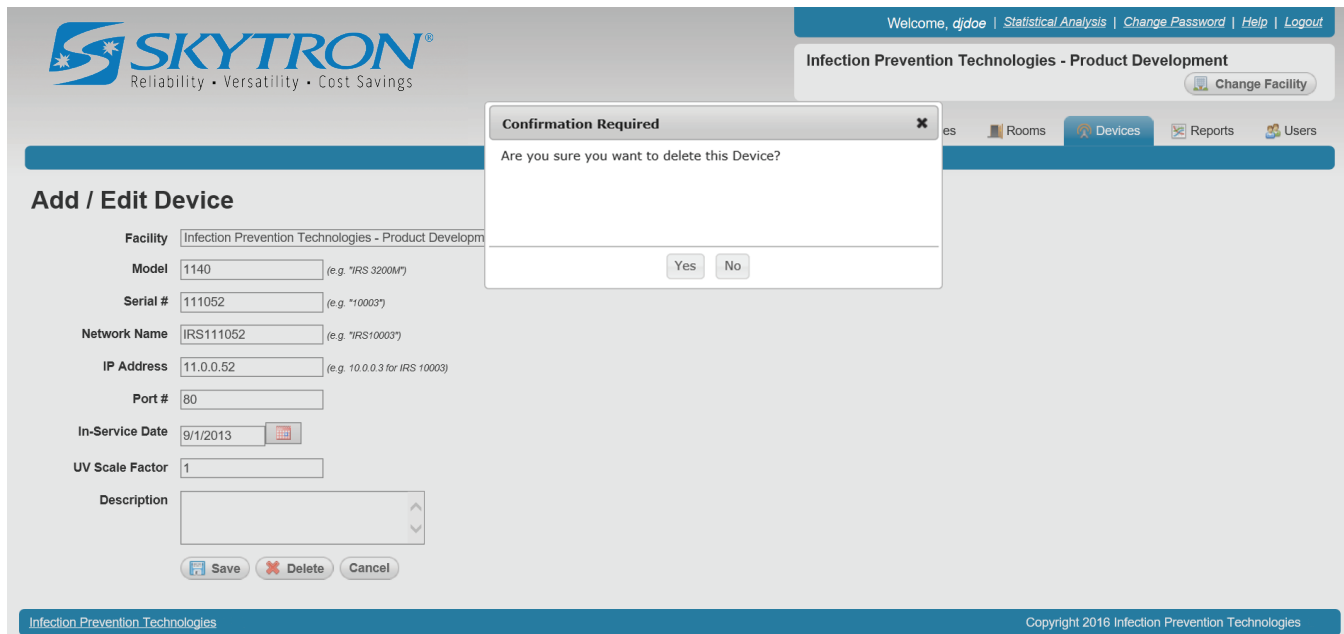 SKYTRON®
Reliability • Versatility • Cost Savings
Welcome, djdoe | Statistical Analysis | Change Password | Help | Logout
Infection Prevention Technologies - Product Development
Change Facility
es Rooms Devices Reports Users
Confirmation Required
Are you sure you want to delete this Device?
Yes No
Add / Edit Device
Facility Infection Prevention Technologies - Product Developm
Model 1140 (e.g. "IRS 3200M")
Serial # 111052 (e.g. "10003")
Network Name IRS111052 (e.g. "IRS10003")
IP Address 11.0.0.52 (e.g. 10.0.0.3 for IRS 10003)
Port # 80
In-Service Date 9/1/2013
UV Scale Factor 1
Description
Save Delete Cancel
Infection Prevention Technologies Copyright 2016 Infection Prevention Technologies